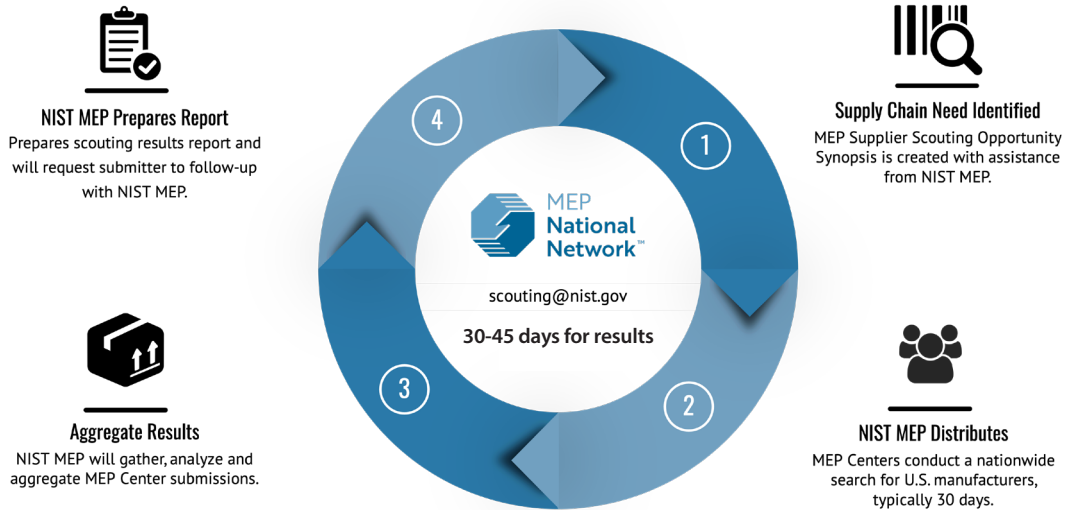 1
Supply Chain Need Identified
MEP Supplier Scouting Opportunity
Synopsis is created with assistance
from NIST MEP.
2
NIST MEP Distributes
MEP Centers conduct a nationwide
search for U.S. manufacturers,
typically 30 days.
3
Aggregate Results
NIST MEP will gather, analyze and
aggregate MEP Center submissions.
4
NIST MEP Prepares Report
Prepares scouting results report and
will request submitter to follow-up
with NIST MEP.
MEP
National
Network™
scouting@nist.gov
30-45 days for results